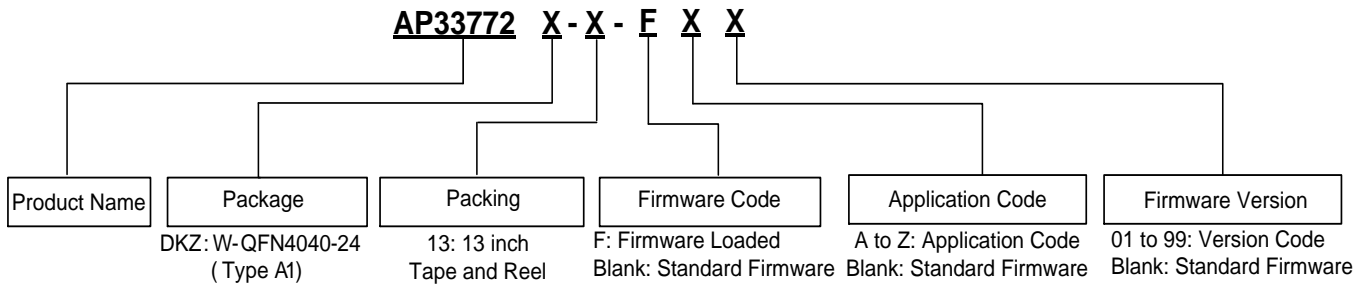 AP33772 X - X - F X X
Product Name
Package
Packing
Firmware Code
Application Code
Firmware Version
DKZ: W-QFN4040-24
(Type A1)
13: 13 inch
Tape and Reel
F: Firmware Loaded
Blank: Standard Firmware
A to Z: Application Code
Blank: Standard Firmware
01 to 99: Version Code
Blank: Standard Firmware